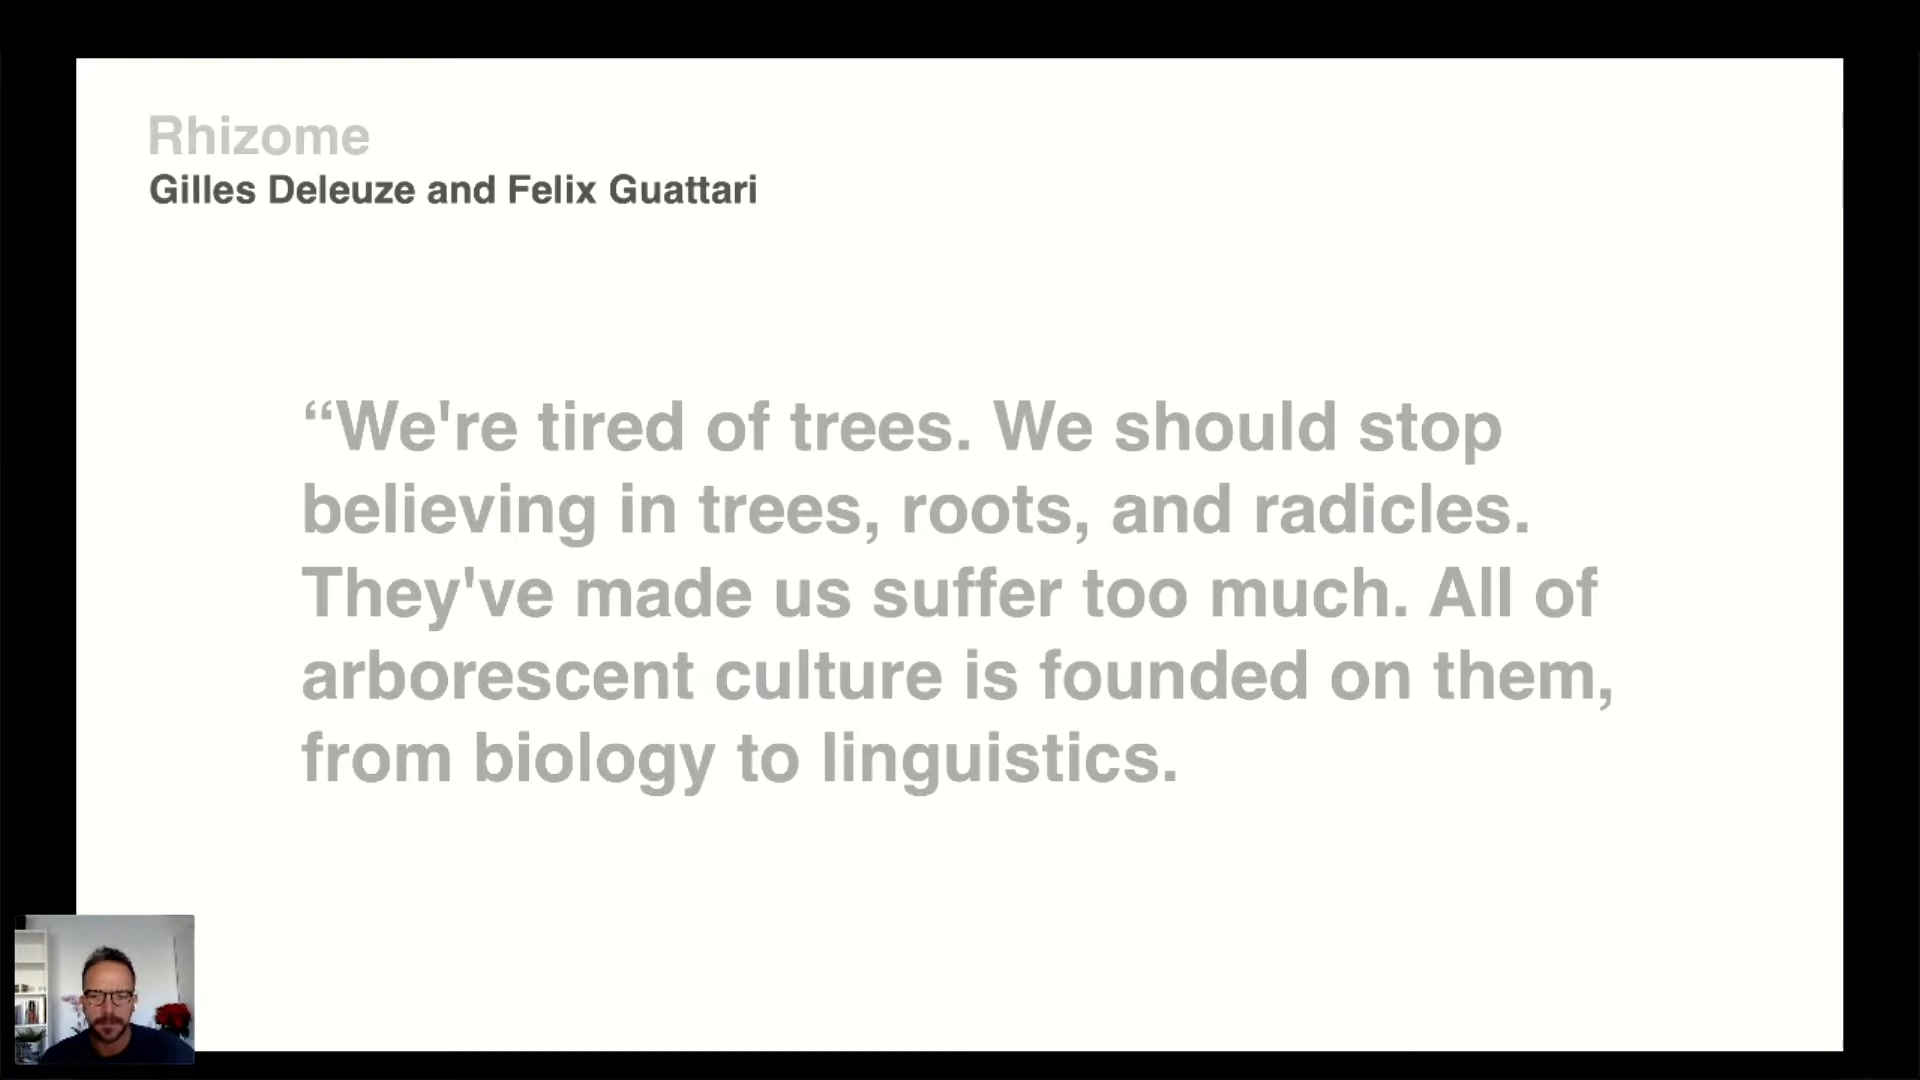 Rhizome
Gilles Deleuze and Felix Guattari
“We're tired of trees. We should stop
believing in trees, roots, and radicles.
They've made us suffer too much. All of
arborescent culture is founded on them,
from biology to linguistics.